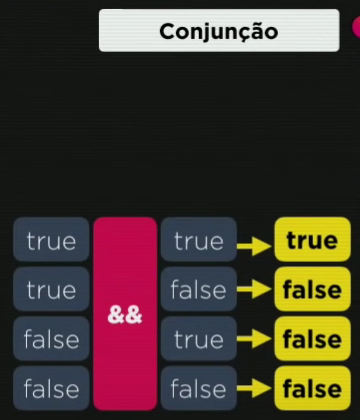 Conjunção
true && true true
true false false
false true false
false false false